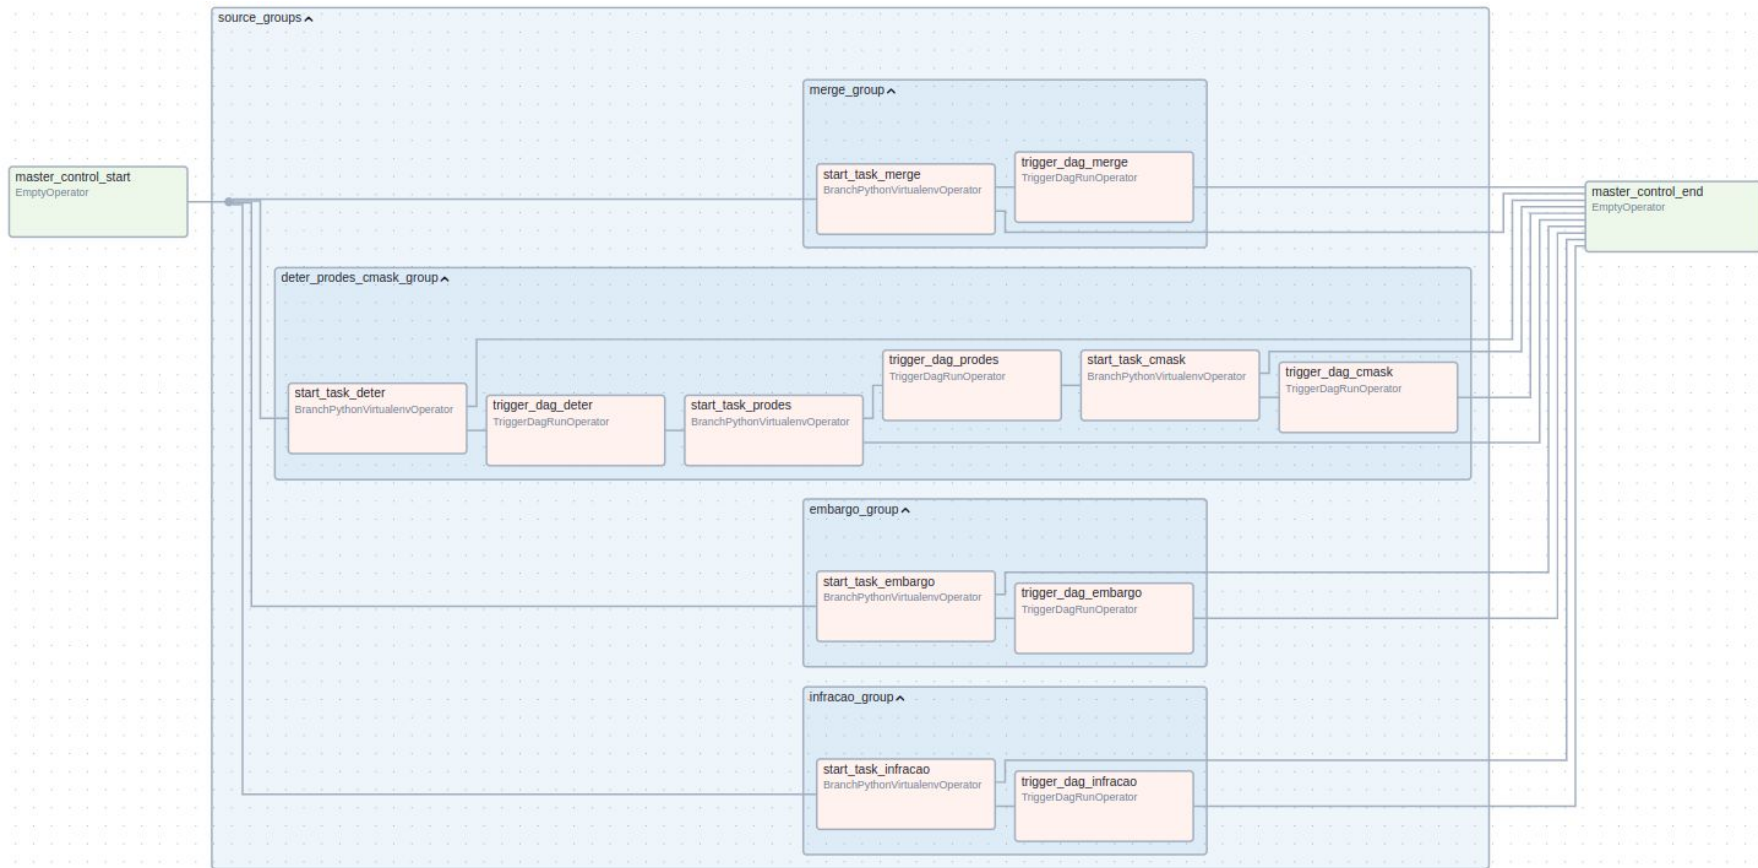 source_groups
merge_group
master_control_start
EmptyOperator
start_task_merge
BranchPythonVirtualenvOperator
trigger_dag_merge
TriggerDagRunOperator
master_control_end
EmptyOperator
deter_prodes_cmask_group
start_task_deter
BranchPythonVirtualenvOperator
trigger_dag_deter
TriggerDagRunOperator
start_task_prodes
BranchPythonVirtualenvOperator
trigger_dag_prodes
TriggerDagRunOperator
start_task_cmask
BranchPythonVirtualenvOperator
trigger_dag_cmask
TriggerDagRunOperator
embargo_group
start_task_embargo
BranchPythonVirtualenvOperator
trigger_dag_embargo
TriggerDagRunOperator
infracao_group
start_task_infracao
BranchPythonVirtualenvOperator
trigger_dag_infracao
TriggerDagRunOperator